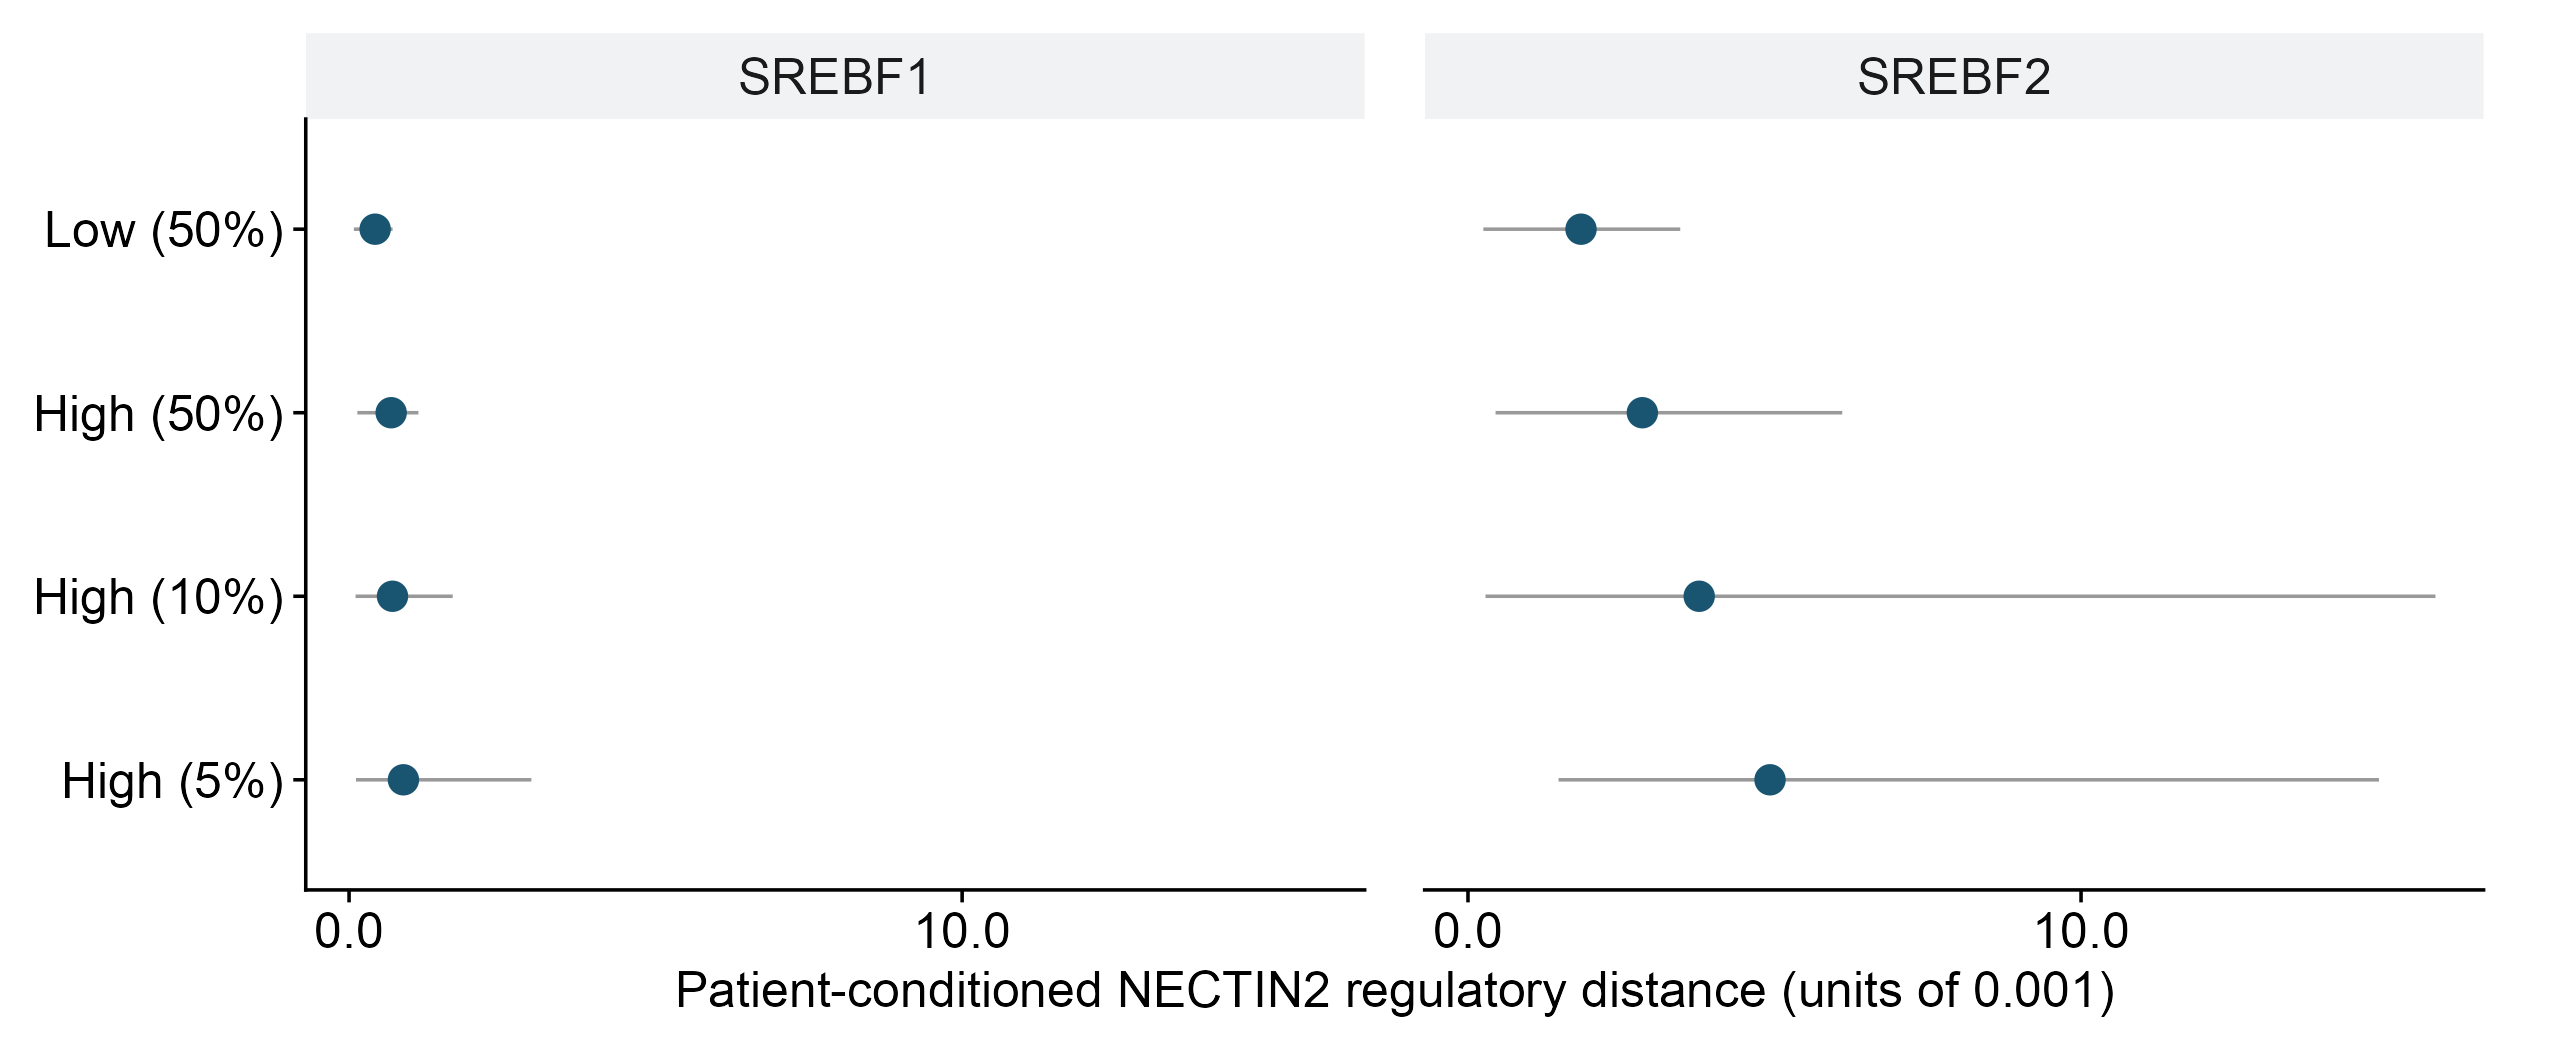 SREBF1
SREBF2
Low (50%)
High (50%)
High (10%)
High (5%)
0.0
10.0
0.0
10.0
Patient-conditioned NECTIN2 regulatory distance (units of 0.001)